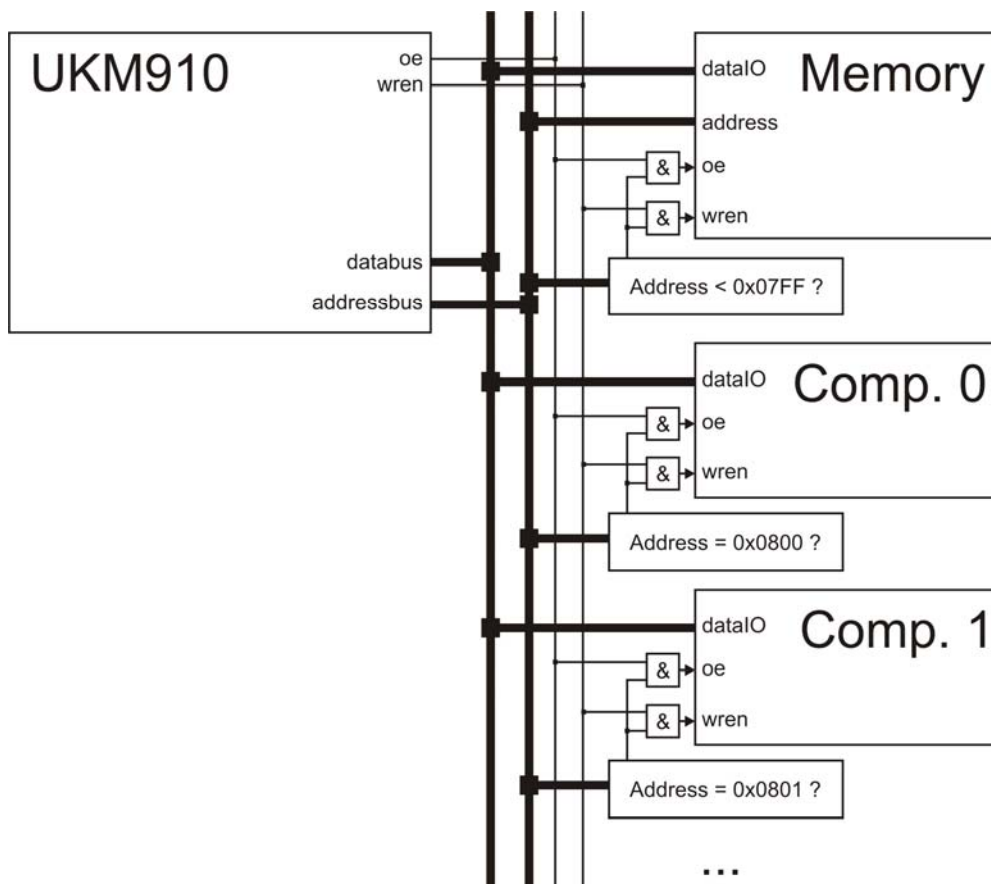 UKM910
oe
wren
databus
addressbus
Memory
dataIO
address
&
oe
&
wren
Address < 0x07FF ?
Comp. 0
dataIO
&
oe
&
wren
Address = 0x0800 ?
Comp. 1
dataIO
&
oe
&
wren
Address = 0x0801 ?
...